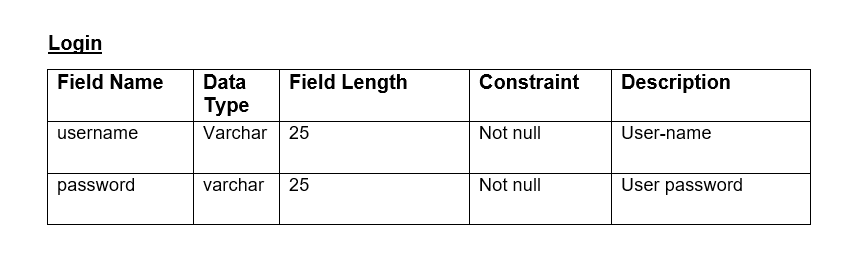 Login
Field Name Data Type Field Length Constraint Description
username Varchar 25 Not null User-name
password varchar 25 Not null User password